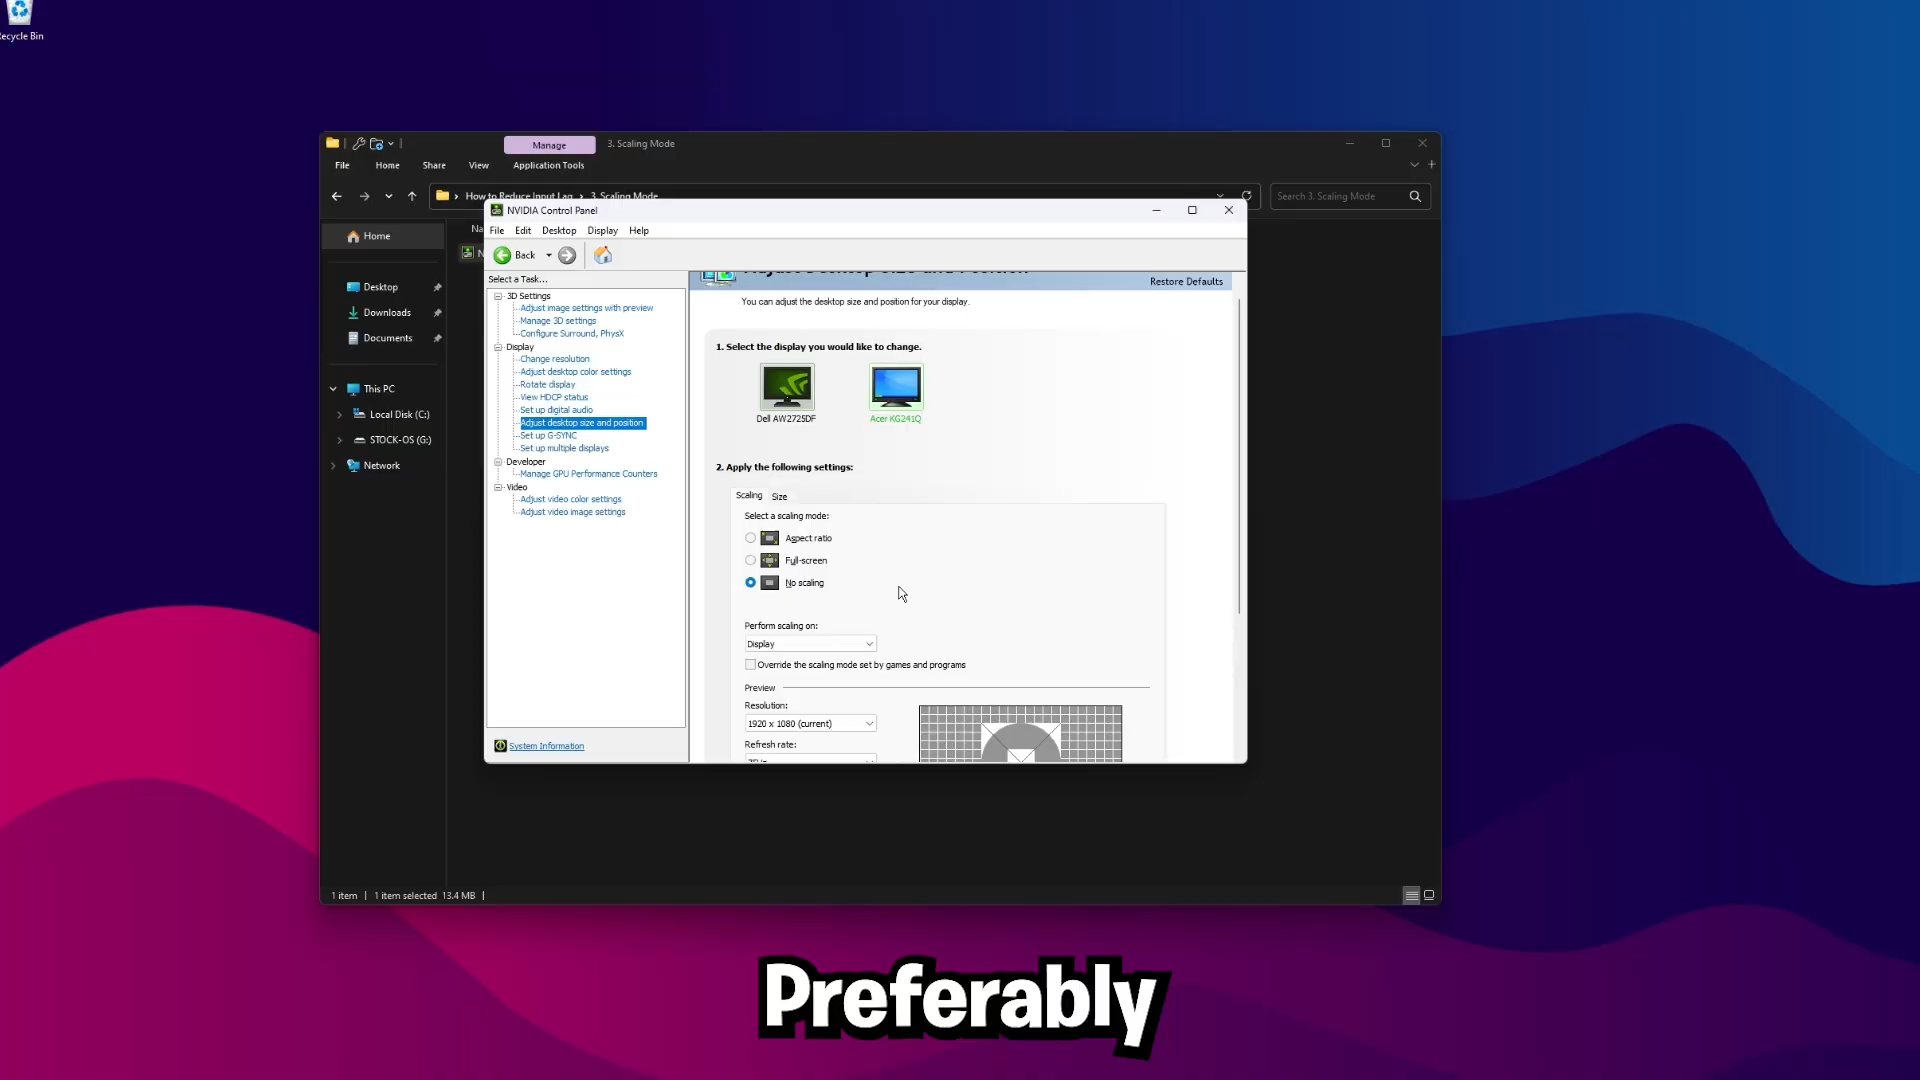 Recycle Bin
Manage
3. Scaling Mode
File
Home
Share
View
Application Tools
How to Reduce Input Lag
3. Scaling Mode
Search 3. Scaling Mode
Home
Desktop
Downloads
Documents
This PC
Local Disk (C:)
STOCK-OS (G:)
Network
1 item
1 item selected 13.4 MB
NVIDIA Control Panel
File
Edit
Desktop
Display
Help
Back
Select a Task...
3D Settings
Adjust image settings with preview
Manage 3D settings
Configure Surround, PhysX
Display
Change resolution
Adjust desktop color settings
Rotate display
View HDCP status
Set up digital audio
Adjust desktop size and position
Set up G-SYNC
Set up multiple displays
Developer
Manage GPU Performance Counters
Video
Adjust video color settings
Adjust video image settings
System Information
Adjust Desktop Size and Position
Restore Defaults
You can adjust the desktop size and position for your display.
1. Select the display you would like to change.
Dell AW2725DF
Acer KG241Q
2. Apply the following settings:
Scaling
Size
Select a scaling mode:
Aspect ratio
Full-screen
No scaling
Perform scaling on:
Display
Override the scaling mode set by games and programs
Preview
Resolution:
1920 x 1080 (current)
Refresh rate:
Preferably